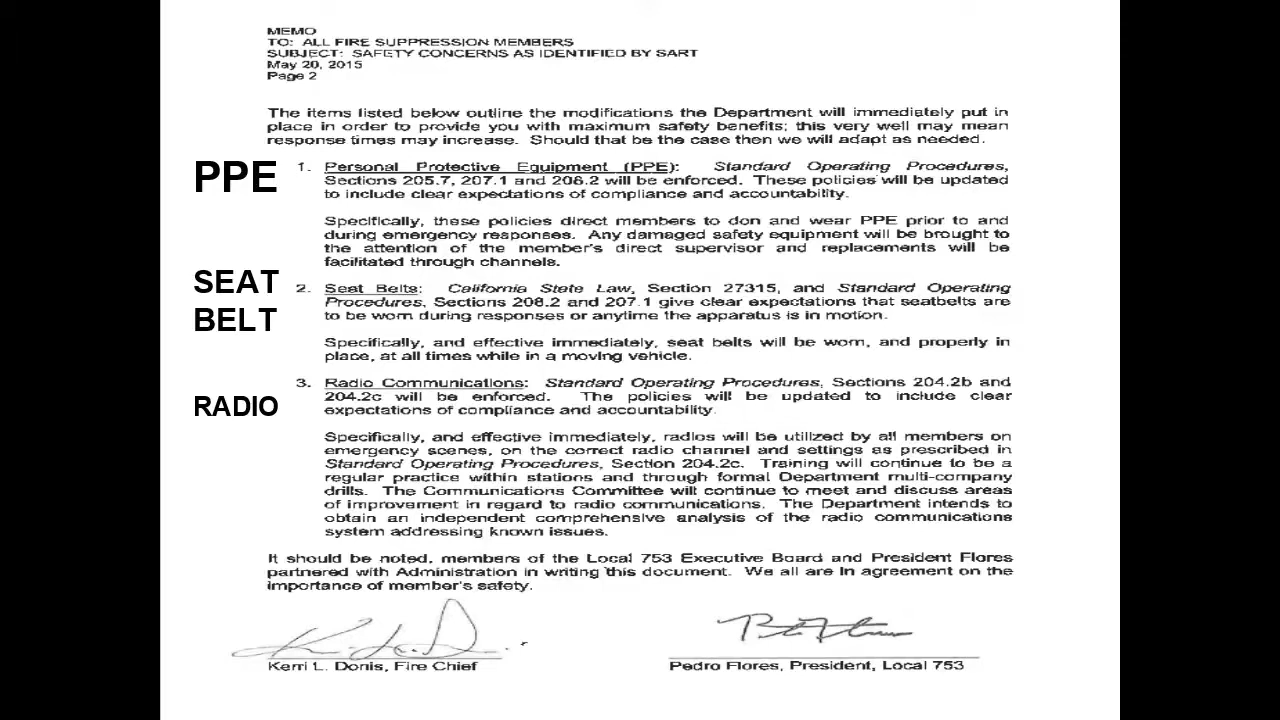 MEMO
TO: ALL FIRE SUPPRESSION MEMBERS
SUBJECT: SAFETY CONCERNS AS IDENTIFIED BY SART
May 20, 2015
Page 2
The items listed below outline the modifications the Department will immediately put in
place in order to provide you with maximum safety benefits; this very well may mean
response times may increase. Should that be the case then we will adapt as needed.
PPE
1. Personal Protective Equipment (PPE): Standard Operating Procedures,
Sections 205.7, 207.1 and 208.2 will be enforced. These policies will be updated
to include clear expectations of compliance and accountability.
Specifically, these policies direct members to don and wear PPE prior to and
during emergency responses. Any damaged safety equipment will be brought to
the attention of the member's direct supervisor and replacements will be
facilitated through channels.
SEAT
BELT
2. Seat Belts: California State Law, Section 27315, and Standard Operating
Procedures, Sections 208.2 and 207.1 give clear expectations that seatbelts are
to be worn during responses or anytime the apparatus is in motion.
Specifically, and effective immediately, seat belts will be worn, and properly in
place, at all times while in a moving vehicle.
RADIO
3. Radio Communications: Standard Operating Procedures, Sections 204.2b and
204.2c will be enforced. The policies will be updated to include clear
expectations of compliance and accountability.
Specifically, and effective immediately, radios will be utilized by all members on
emergency scenes, on the correct radio channel and settings as prescribed in
Standard Operating Procedures, Section 204.2c. Training will continue to be a
regular practice within stations and through formal Department multi-company
drills. The Communications Committee will continue to meet and discuss areas
of improvement in regard to radio communications. The Department intends to
obtain an independent comprehensive analysis of the radio communications
system addressing known issues.
It should be noted, members of the Local 753 Executive Board and President Flores
partnered with Administration in writing this document. We all are in agreement on the
importance of member's safety.
Kerri L. Donis, Fire Chief
Pedro Flores, President, Local 753